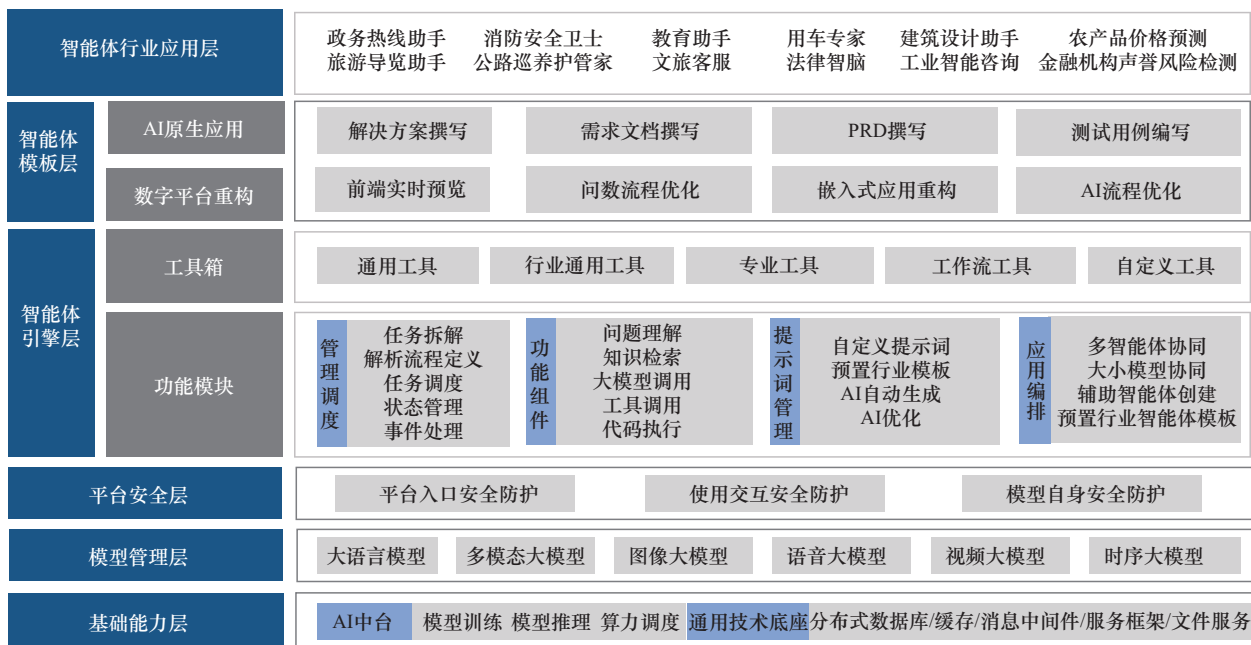 智能体行业应用层
政务热线助手 消防安全卫士 教育助手 用车专家 建筑设计助手 农产品价格预测
旅游导览助手 公路巡养护管家 文旅客服 法律智脑 工业智能咨询 金融机构声誉风险检测
智能体
模板层
AI原生应用
解决方案撰写 需求文档撰写 PRD撰写 测试用例编写
数字平台重构
前端实时预览 问数流程优化 嵌入式应用重构 AI流程优化
智能体
引擎层
工具箱
通用工具 行业通用工具 专业工具 工作流工具 自定义工具
功能模块
管理调度
任务拆解
解析流程定义
任务调度
状态管理
事件处理
功能组件
问题理解
知识检索
大模型调用
工具调用
代码执行
提示词管理
自定义提示词
预置行业模板
AI自动生成
AI优化
应用编排
多智能体协同
大小模型协同
辅助智能体创建
预置行业智能体模板
平台安全层
平台入口安全防护 使用交互安全防护 模型自身安全防护
模型管理层
大语言模型 多模态大模型 图像大模型 语音大模型 视频大模型 时序大模型
基础能力层
AI中台 模型训练 模型推理 算力调度 通用技术底座 分布式数据库/缓存/消息中间件/服务框架/文件服务